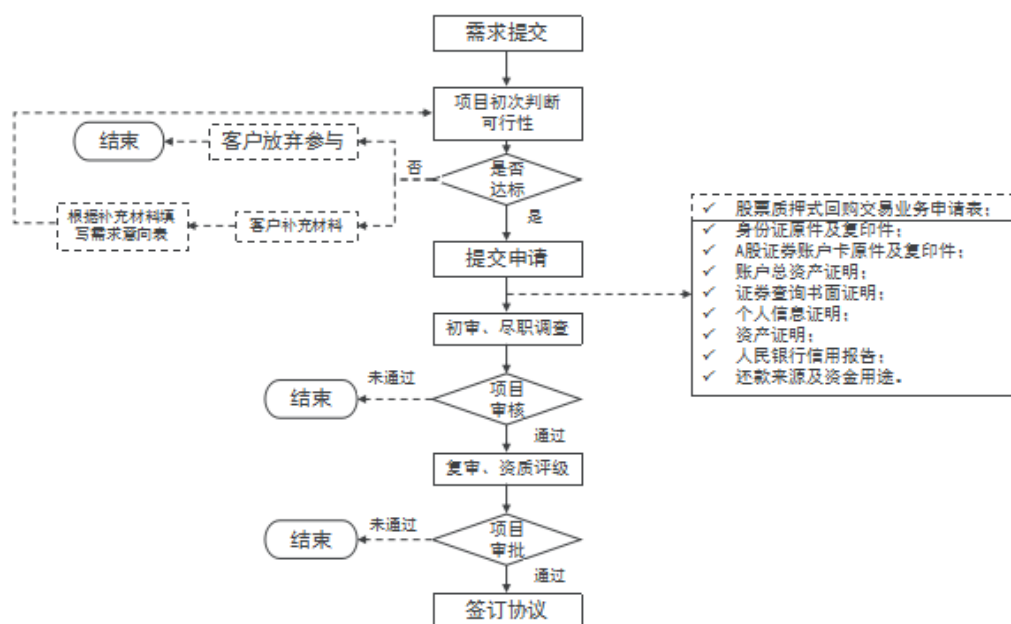 需求提交
项目初次判断
可行性
结束
客户放弃参与
否
是否
达标
根据补充材料填
写需求意向表
客户补充材料
是
提交申请
✓ 股票质押式回购交易业务申请表；
✓ 身份证原件及复印件；
✓ A股证券账户卡原件及复印件；
✓ 账户总资产证明；
✓ 证券查询书面证明；
✓ 个人信息证明；
✓ 资产证明；
✓ 人民银行信用报告；
✓ 还款来源及资金用途。
初审、尽职调查
结束
未通过
项目
审核
通过
复审、资质评级
结束
未通过
项目
审批
通过
签订协议